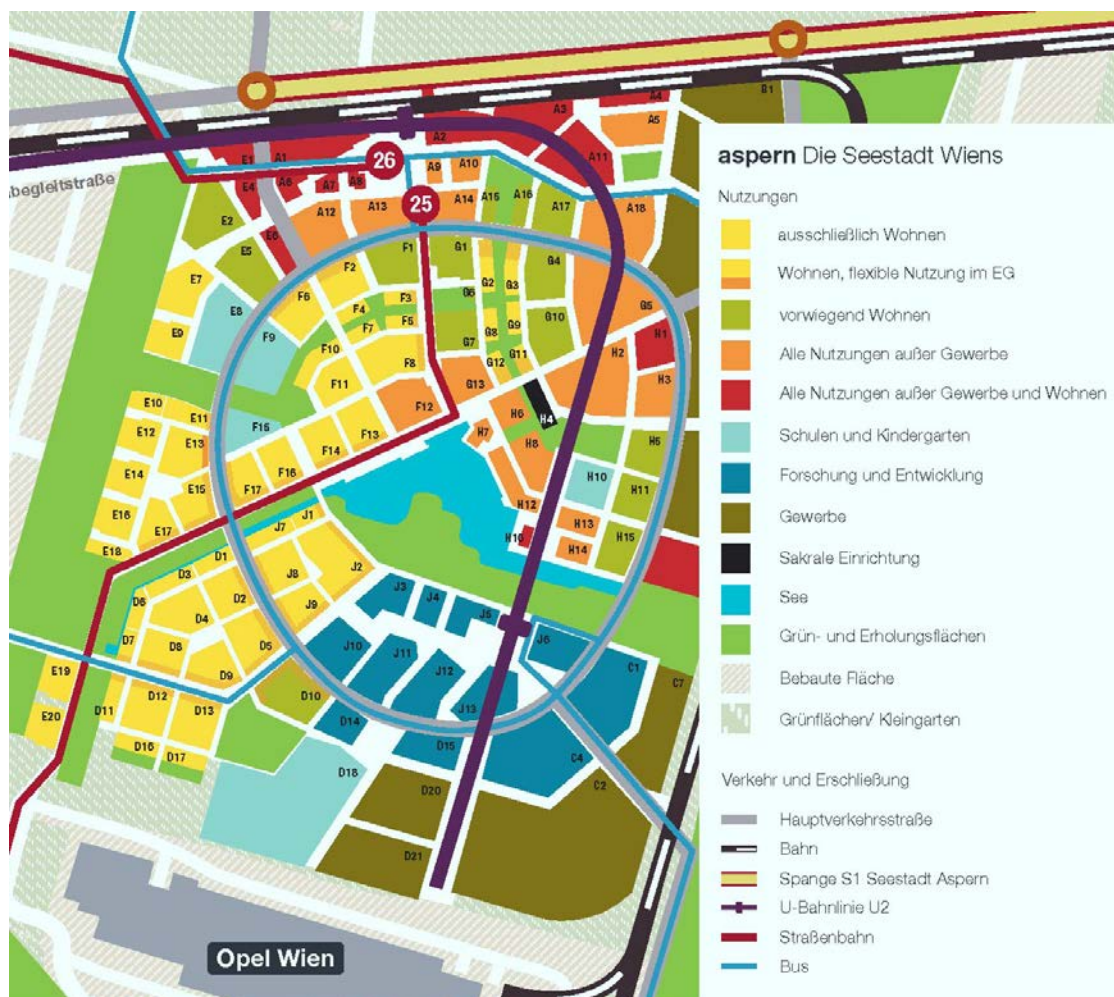 aspern Die Seestadt Wiens
Nutzungen
ausschließlich Wohnen
Wohnen, flexible Nutzung im EG
vorwiegend Wohnen
Alle Nutzungen außer Gewerbe
Alle Nutzungen außer Gewerbe und Wohnen
Schulen und Kindergarten
Forschung und Entwicklung
Gewerbe
Sakrale Einrichtung
See
Grün- und Erholungsflächen
Bebaute Fläche
Grünflächen/ Kleingarten
Verkehr und Erschließung
Hauptverkehrsstraße
Bahn
Spange S1 Seestadt Aspern
U-Bahnlinie U2
Straßenbahn
Bus
begleitstraße
26
25
Opel Wien
A1
A2
A3
A4
A5
A6
A7
A8
A9
A10
A11
A12
A13
A14
A15
A16
A17
A18
E1
E4
E2
E5
E6
E7
E8
E9
E10
E11
E12
E13
E14
E15
E16
E17
E18
E19
E20
F1
F2
F3
F4
F5
F6
F7
F8
F9
F10
F11
F12
F13
F14
F15
F16
F17
G1
G2
G3
G4
G5
G6
G7
G8
G9
G10
G11
G12
G13
H1
H2
H3
H4
H5
H6
H7
H8
H10
H11
H12
H13
H14
H15
H10
J1
J2
J3
J4
J5
J6
J7
J8
J9
J10
J11
J12
J13
D1
D2
D3
D4
D5
D6
D7
D8
D9
D10
D11
D12
D13
D14
D15
D16
D17
D18
D20
D21
C1
C2
C4
C7